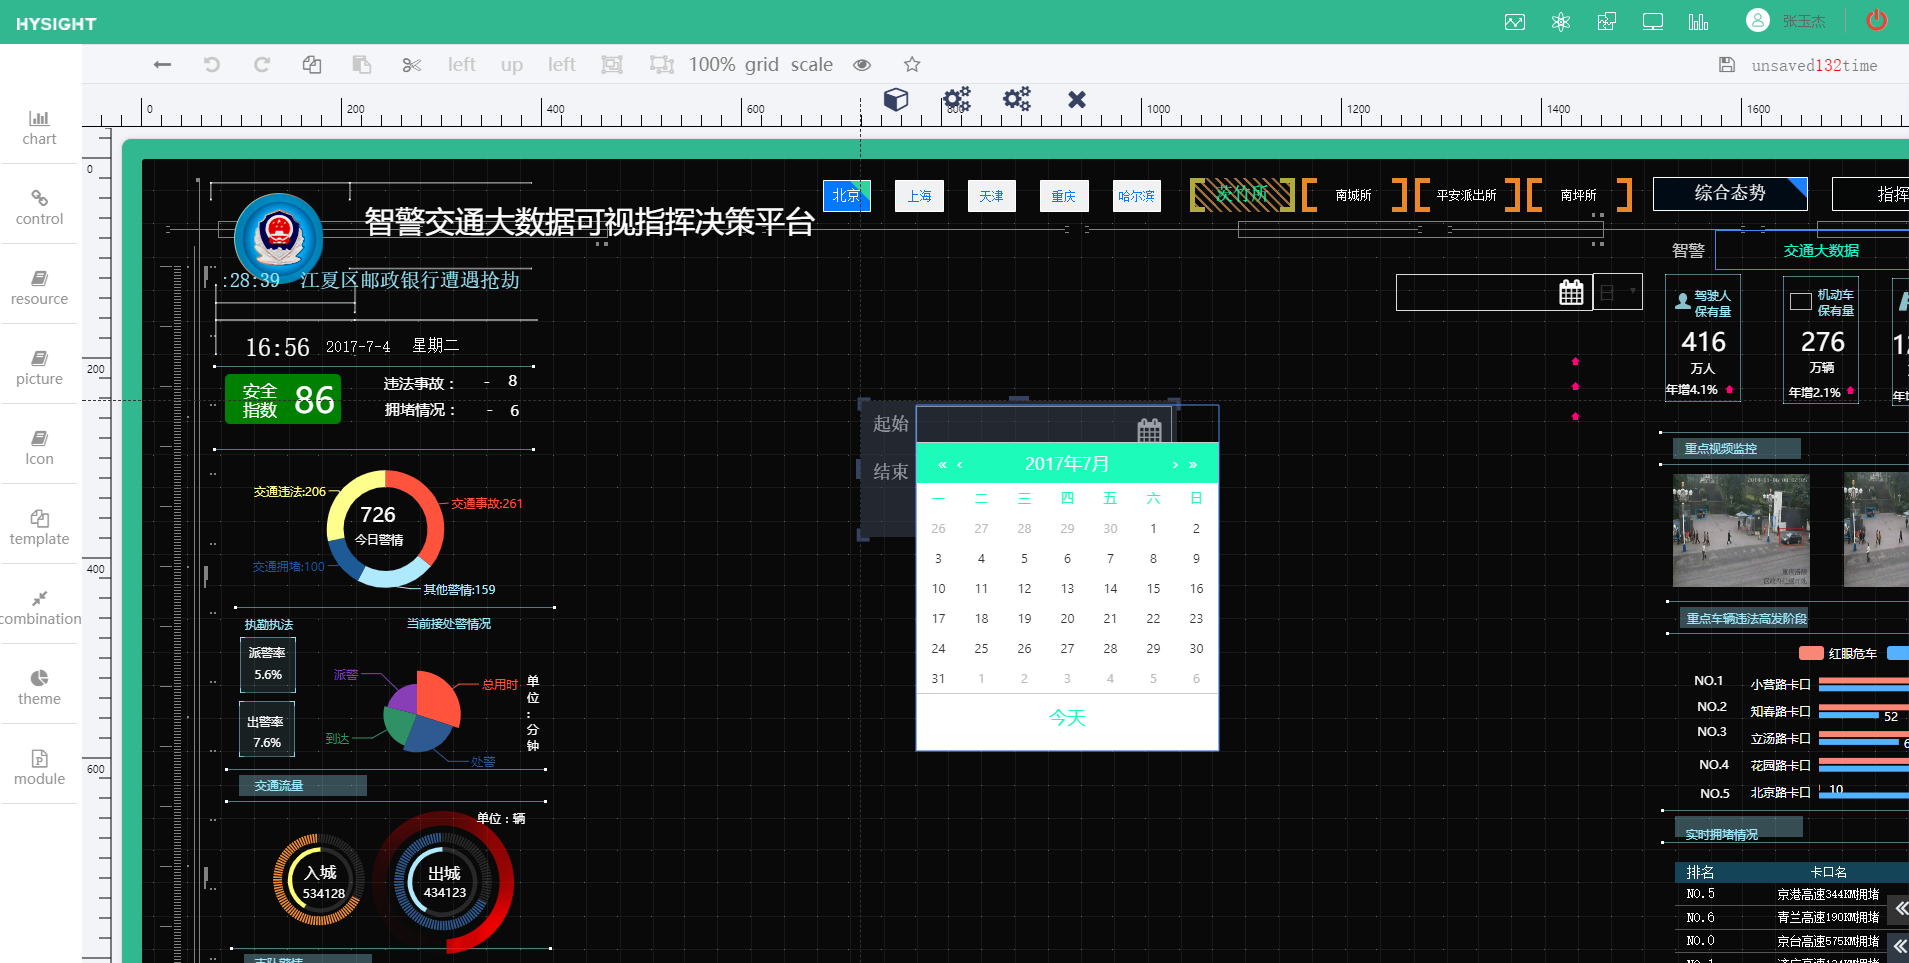 HYSIGHT
张玉杰
left up left 100% grid scale
unsaved132time
0 200 400 600 800 1000 1200 1400 1600
chart
control
resource
picture
Icon
template
combination
theme
module
0
200
400
600
智警交通大数据可视指挥决策平台
北京 上海 天津 重庆 哈尔滨
茨竹所 南城所 平安派出所 南坪所
综合态势 指挥
智警 交通大数据
:28:39 江夏区邮政银行遭遇抢劫
16:56 2017-7-4 星期二
安全
指数 86
违法事故： - 8
拥堵情况： - 6
日
驾驶人
保有量
416
万人
年增4.1%
机动车
保有量
276
万辆
年增2.1%
起始
结束
« ‹ 2017年7月 › »
一 二 三 四 五 六 日
26 27 28 29 30 1 2
3 4 5 6 7 8 9
10 11 12 13 14 15 16
17 18 19 20 21 22 23
24 25 26 27 28 29 30
31 1 2 3 4 5 6
今天
交通违法:206
交通事故:261
726
今日警情
交通拥堵:100
其他警情:159
执勤执法
当前接处警情况
派警率
5.6%
出警率
7.6%
派警
总用时
到达
处警
单位:分钟
交通流量
单位：辆
入城
534128
出城
434123
重点视频监控
重点车辆违法高发阶段
红眼危车
NO.1 小营路卡口
NO.2 知春路卡口 52
NO.3 立汤路卡口
NO.4 花园路卡口
NO.5 北京路卡口 10
实时拥堵情况
排名 卡口名
NO.5 京港高速344KM拥堵
NO.6 青兰高速190KM拥堵
NO.0 京台高速575KM拥堵